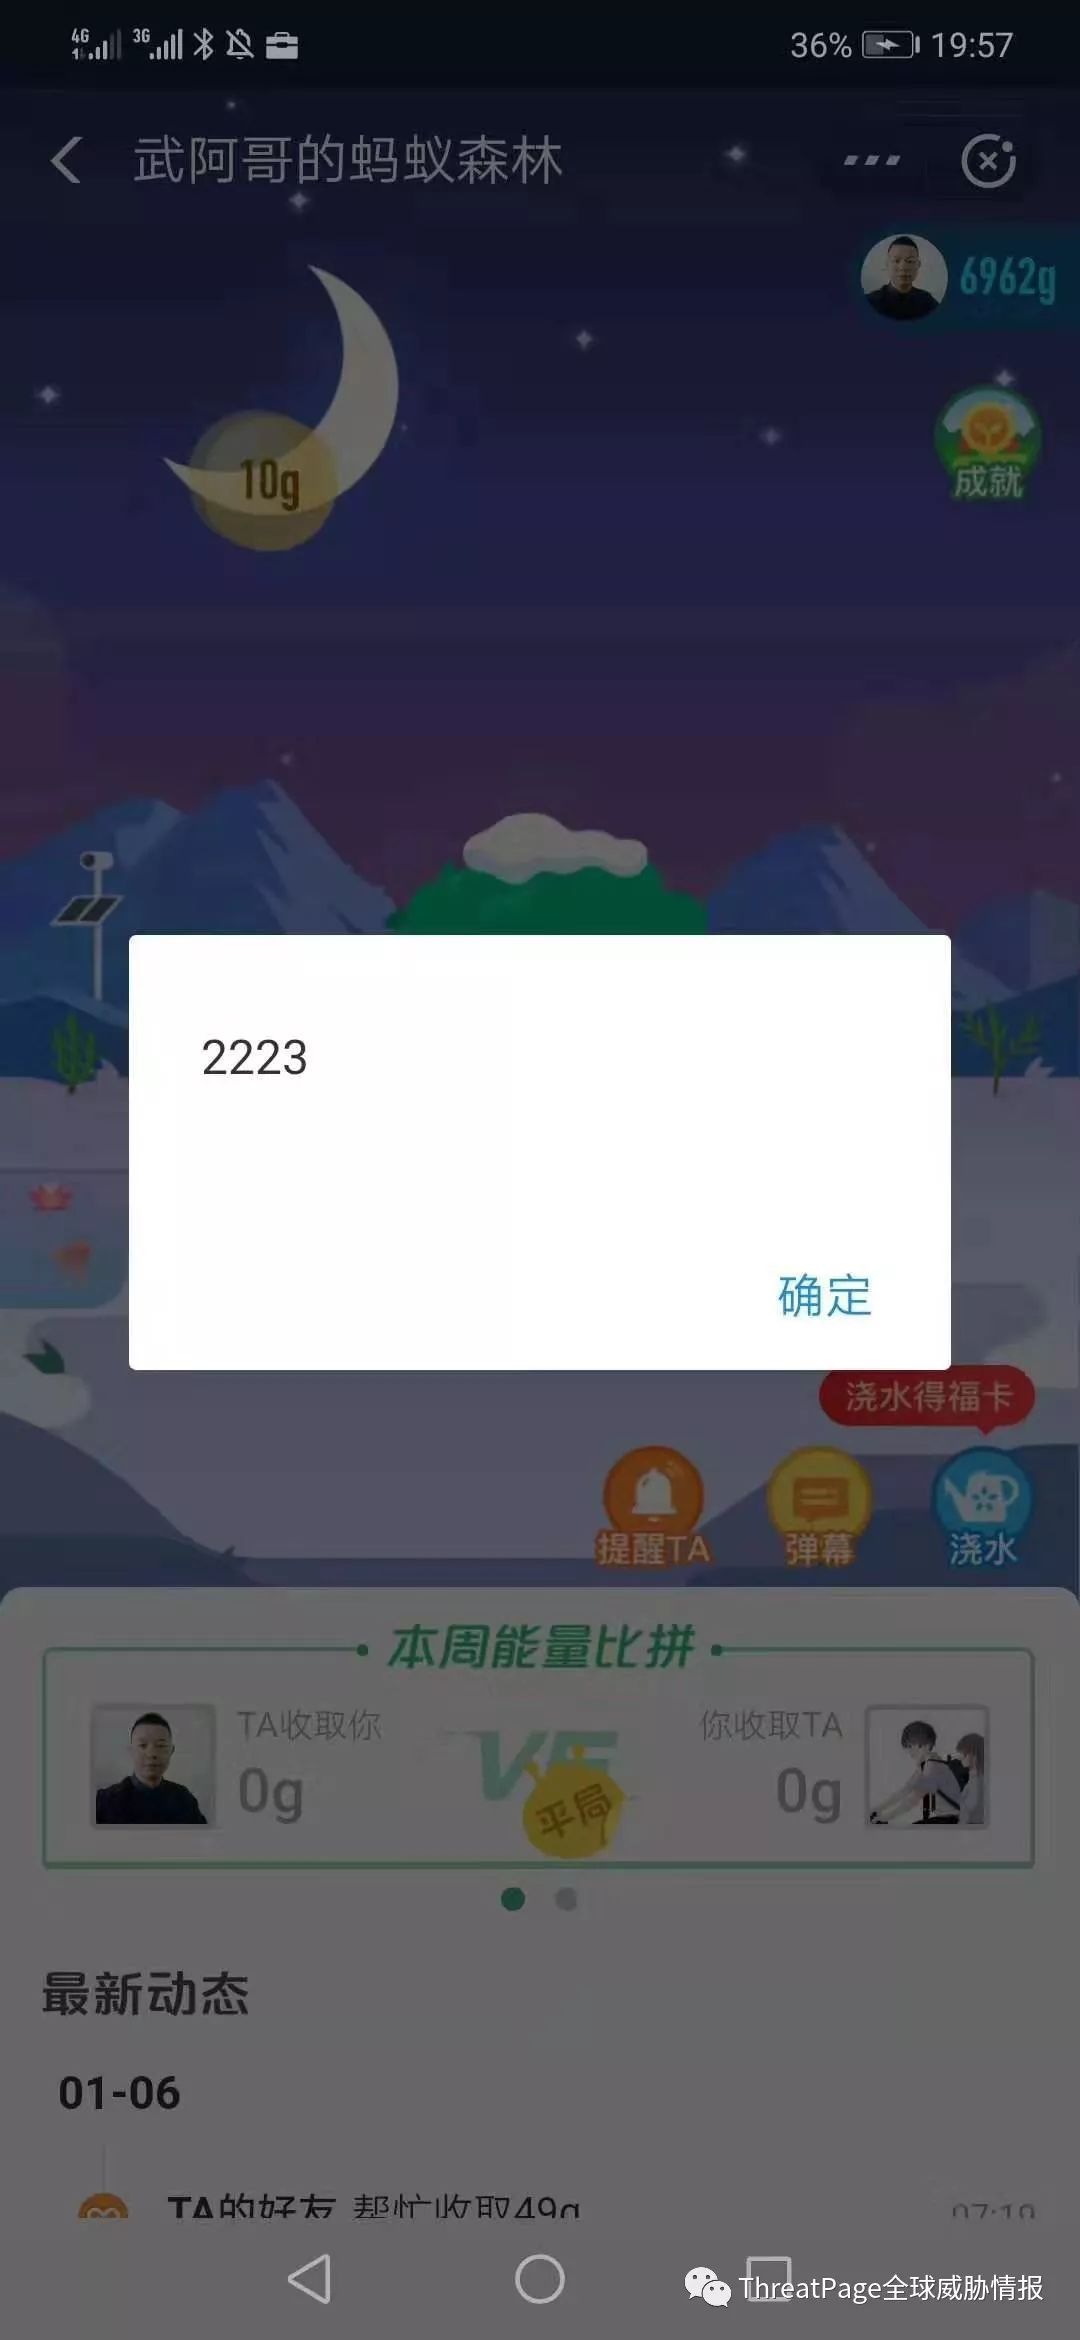 4G 3G 36% 19:57
武阿哥的蚂蚁森林
6962g
10g
成就
2223
确定
浇水得福卡
提醒TA 弹幕 浇水
本周能量比拼
TA收取你 你收取TA
0g VS 0g
平局
最新动态
01-06
TA的好友 帮忙收取49g 07:19
ThreatPage全球威胁情报